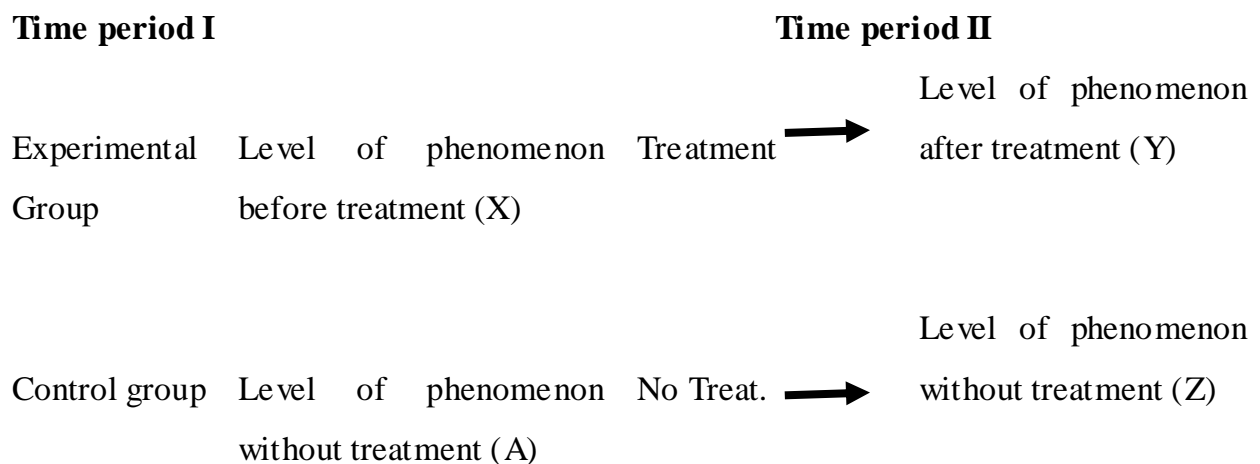 Time period I Time period II
Level of phenomenon
Experimental Level of phenomenon Treatment after treatment (Y)
Group before treatment (X)
Level of phenomenon
Control group Level of phenomenon No Treat. without treatment (Z)
without treatment (A)